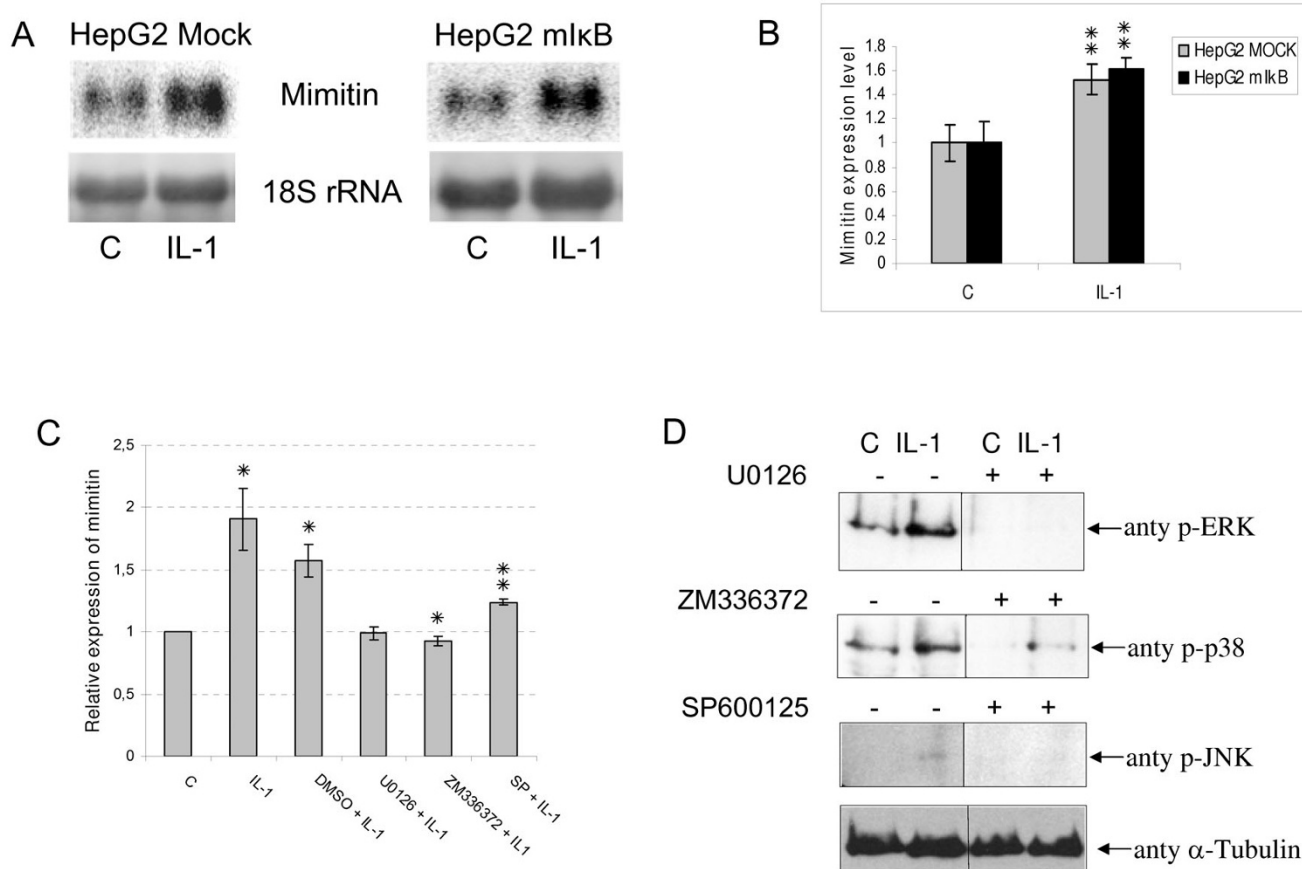 A
HepG2 Mock
HepG2 mIκB
Mimitin
18S rRNA
C IL-1
C IL-1
B
Mimitin expression level
1.8
1.6
1.4
1.2
1
0.8
0.6
0.4
0.2
0
**
**
C
IL-1
HepG2 MOCK
HepG2 mIkB
C
Relative expression of mimitin
2,5
2
1,5
1
0,5
0
*
*
*
**
C
IL-1
DMSO + IL-1
U0126 + IL-1
ZM336372 + IL1
SP + IL-1
D
C IL-1 C IL-1
U0126 - - + +
anty p-ERK
ZM336372 - - + +
anty p-p38
SP600125 - - + +
anty p-JNK
anty α-Tubulin